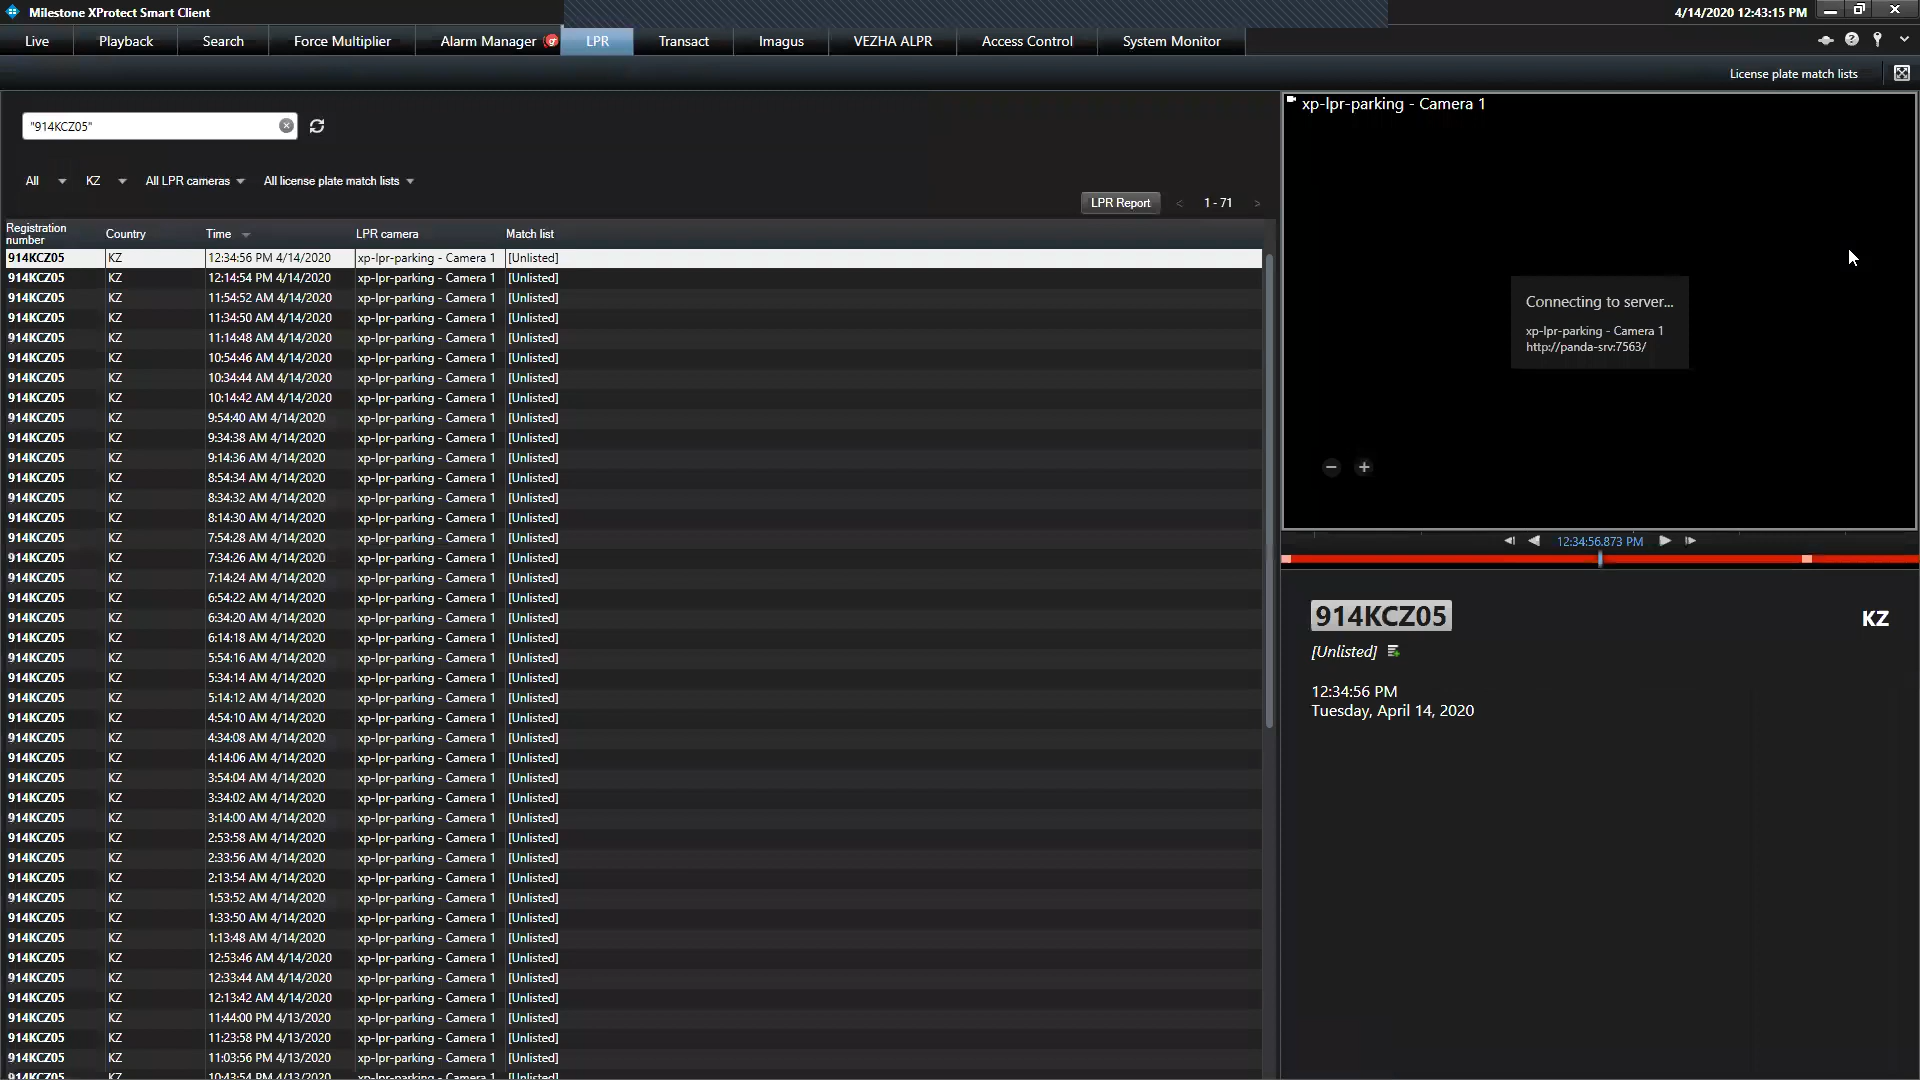 Milestone XProtect Smart Client
4/14/2020 12:43:15 PM
Live Playback Search Force Multiplier Alarm Manager LPR Transact Imagus VEZHA ALPR Access Control System Monitor
License plate match lists
"914KCZ05"
All KZ All LPR cameras All license plate match lists
LPR Report < 1 - 71 >
Registration number Country Time LPR camera Match list
914KCZ05 KZ 12:34:56 PM 4/14/2020 xp-lpr-parking - Camera 1 [Unlisted]
914KCZ05 KZ 12:14:54 PM 4/14/2020 xp-lpr-parking - Camera 1 [Unlisted]
914KCZ05 KZ 11:54:52 AM 4/14/2020 xp-lpr-parking - Camera 1 [Unlisted]
914KCZ05 KZ 11:34:50 AM 4/14/2020 xp-lpr-parking - Camera 1 [Unlisted]
914KCZ05 KZ 11:14:48 AM 4/14/2020 xp-lpr-parking - Camera 1 [Unlisted]
914KCZ05 KZ 10:54:46 AM 4/14/2020 xp-lpr-parking - Camera 1 [Unlisted]
914KCZ05 KZ 10:34:44 AM 4/14/2020 xp-lpr-parking - Camera 1 [Unlisted]
914KCZ05 KZ 10:14:42 AM 4/14/2020 xp-lpr-parking - Camera 1 [Unlisted]
914KCZ05 KZ 9:54:40 AM 4/14/2020 xp-lpr-parking - Camera 1 [Unlisted]
914KCZ05 KZ 9:34:38 AM 4/14/2020 xp-lpr-parking - Camera 1 [Unlisted]
914KCZ05 KZ 9:14:36 AM 4/14/2020 xp-lpr-parking - Camera 1 [Unlisted]
914KCZ05 KZ 8:54:34 AM 4/14/2020 xp-lpr-parking - Camera 1 [Unlisted]
914KCZ05 KZ 8:34:32 AM 4/14/2020 xp-lpr-parking - Camera 1 [Unlisted]
914KCZ05 KZ 8:14:30 AM 4/14/2020 xp-lpr-parking - Camera 1 [Unlisted]
914KCZ05 KZ 7:54:28 AM 4/14/2020 xp-lpr-parking - Camera 1 [Unlisted]
914KCZ05 KZ 7:34:26 AM 4/14/2020 xp-lpr-parking - Camera 1 [Unlisted]
914KCZ05 KZ 7:14:24 AM 4/14/2020 xp-lpr-parking - Camera 1 [Unlisted]
914KCZ05 KZ 6:54:22 AM 4/14/2020 xp-lpr-parking - Camera 1 [Unlisted]
914KCZ05 KZ 6:34:20 AM 4/14/2020 xp-lpr-parking - Camera 1 [Unlisted]
914KCZ05 KZ 6:14:18 AM 4/14/2020 xp-lpr-parking - Camera 1 [Unlisted]
914KCZ05 KZ 5:54:16 AM 4/14/2020 xp-lpr-parking - Camera 1 [Unlisted]
914KCZ05 KZ 5:34:14 AM 4/14/2020 xp-lpr-parking - Camera 1 [Unlisted]
914KCZ05 KZ 5:14:12 AM 4/14/2020 xp-lpr-parking - Camera 1 [Unlisted]
914KCZ05 KZ 4:54:10 AM 4/14/2020 xp-lpr-parking - Camera 1 [Unlisted]
914KCZ05 KZ 4:34:08 AM 4/14/2020 xp-lpr-parking - Camera 1 [Unlisted]
914KCZ05 KZ 4:14:06 AM 4/14/2020 xp-lpr-parking - Camera 1 [Unlisted]
914KCZ05 KZ 3:54:04 AM 4/14/2020 xp-lpr-parking - Camera 1 [Unlisted]
914KCZ05 KZ 3:34:02 AM 4/14/2020 xp-lpr-parking - Camera 1 [Unlisted]
914KCZ05 KZ 3:14:00 AM 4/14/2020 xp-lpr-parking - Camera 1 [Unlisted]
914KCZ05 KZ 2:53:58 AM 4/14/2020 xp-lpr-parking - Camera 1 [Unlisted]
914KCZ05 KZ 2:33:56 AM 4/14/2020 xp-lpr-parking - Camera 1 [Unlisted]
914KCZ05 KZ 2:13:54 AM 4/14/2020 xp-lpr-parking - Camera 1 [Unlisted]
914KCZ05 KZ 1:53:52 AM 4/14/2020 xp-lpr-parking - Camera 1 [Unlisted]
914KCZ05 KZ 1:33:50 AM 4/14/2020 xp-lpr-parking - Camera 1 [Unlisted]
914KCZ05 KZ 1:13:48 AM 4/14/2020 xp-lpr-parking - Camera 1 [Unlisted]
914KCZ05 KZ 12:53:46 AM 4/14/2020 xp-lpr-parking - Camera 1 [Unlisted]
914KCZ05 KZ 12:33:44 AM 4/14/2020 xp-lpr-parking - Camera 1 [Unlisted]
914KCZ05 KZ 12:13:42 AM 4/14/2020 xp-lpr-parking - Camera 1 [Unlisted]
914KCZ05 KZ 11:44:00 PM 4/13/2020 xp-lpr-parking - Camera 1 [Unlisted]
914KCZ05 KZ 11:23:58 PM 4/13/2020 xp-lpr-parking - Camera 1 [Unlisted]
914KCZ05 KZ 11:03:56 PM 4/13/2020 xp-lpr-parking - Camera 1 [Unlisted]
914KCZ05 KZ 10:43:54 PM 4/13/2020 xp-lpr-parking - Camera 1 [Unlisted]
xp-lpr-parking - Camera 1
Connecting to server...
xp-lpr-parking - Camera 1
http://panda-srv:7563/
12:34:56.873 PM
914KCZ05 KZ
[Unlisted]
12:34:56 PM
Tuesday, April 14, 2020